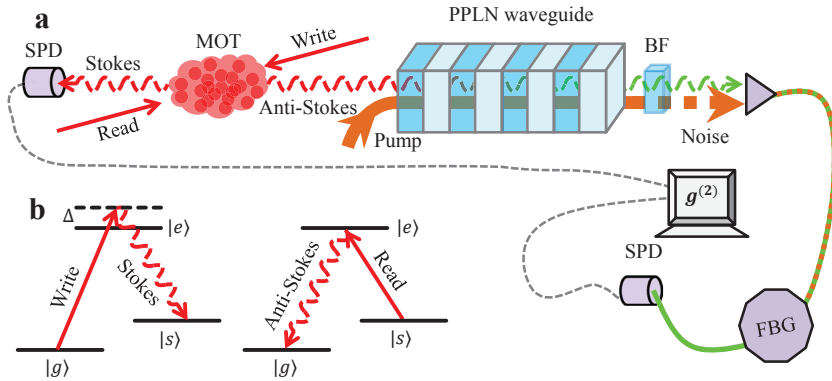 a
SPD
MOT
Write
PPLN waveguide
BF
Stokes
Anti-Stokes
Read
Pump
Noise
g(2)
SPD
FBG
b
Δ
|e⟩
|e⟩
Write
Stokes
Anti-Stokes
Read
|s⟩
|s⟩
|g⟩
|g⟩